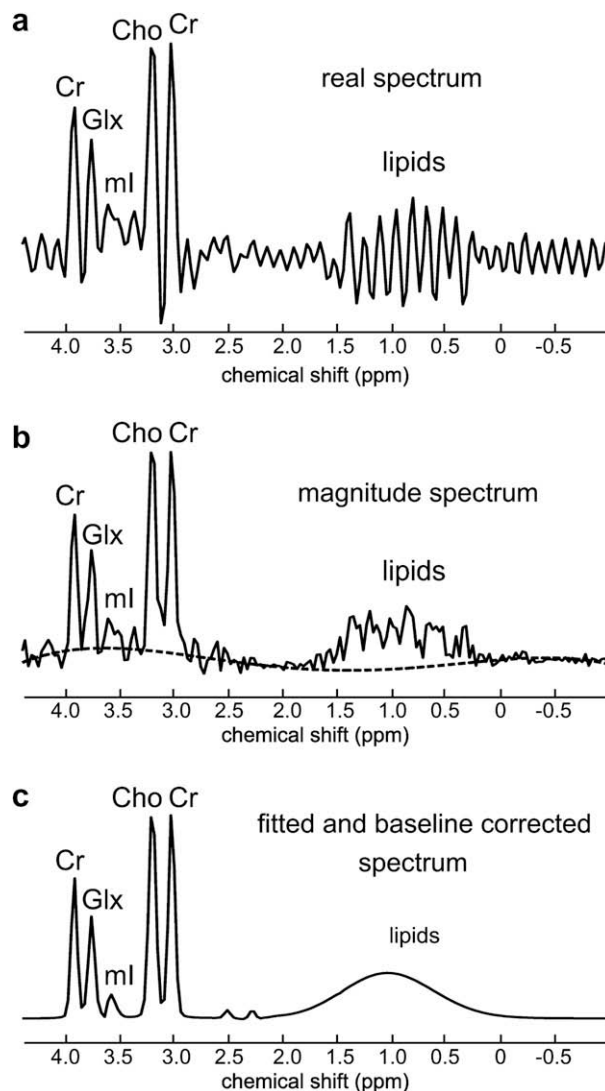 a
Cho Cr
Cr
Glx
mI
real spectrum
lipids
4.0 3.5 3.0 2.5 2.0 1.5 1.0 0.5 0 -0.5
chemical shift (ppm)
b
Cho Cr
Cr
Glx
mI
magnitude spectrum
lipids
4.0 3.5 3.0 2.5 2.0 1.5 1.0 0.5 0 -0.5
chemical shift (ppm)
c
Cho Cr
Cr
Glx
mI
fitted and baseline corrected
spectrum
lipids
4.0 3.5 3.0 2.5 2.0 1.5 1.0 0.5 0 -0.5
chemical shift (ppm)